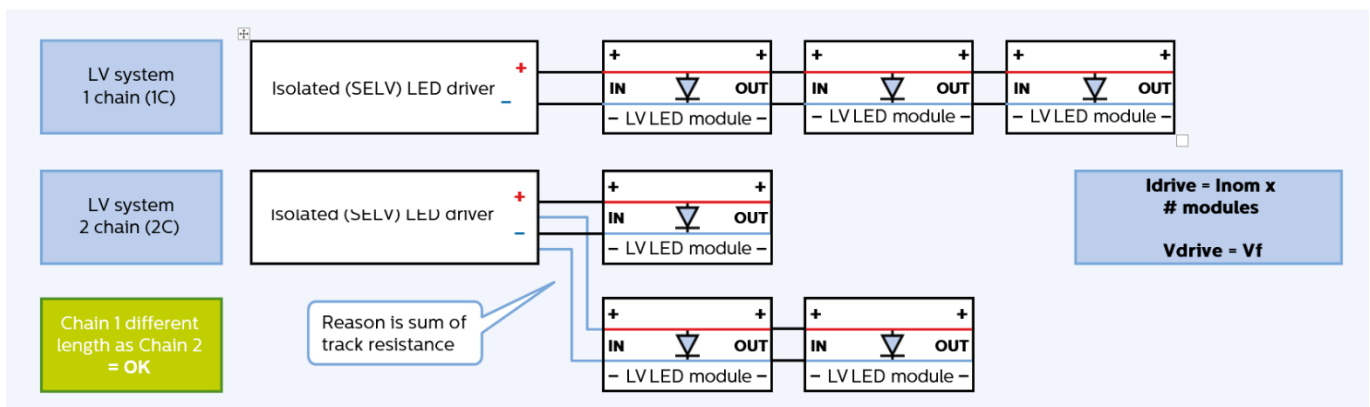 LV system
1 chain (1C)
Isolated (SELV) LED driver
+
−
+ +
IN OUT
− LV LED module −
+ +
IN OUT
− LV LED module −
+ +
IN OUT
− LV LED module −
LV system
2 chain (2C)
Isolated (SELV) LED driver
+
−
+ +
IN OUT
− LV LED module −
Idrive = Inom x
# modules
Vdrive = Vf
Chain 1 different
length as Chain 2
= OK
Reason is sum of
track resistance
+ +
IN OUT
− LV LED module −
+ +
IN OUT
− LV LED module −